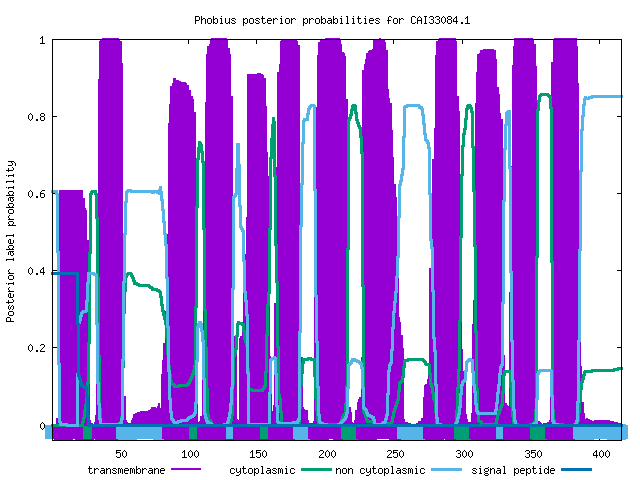 Phobius posterior probabilities for CAI33084.1
1
0.8
0.6
0.4
0.2
0
Posterior label probability
50 100 150 200 250 300 350 400
transmembrane cytoplasmic non cytoplasmic signal peptide